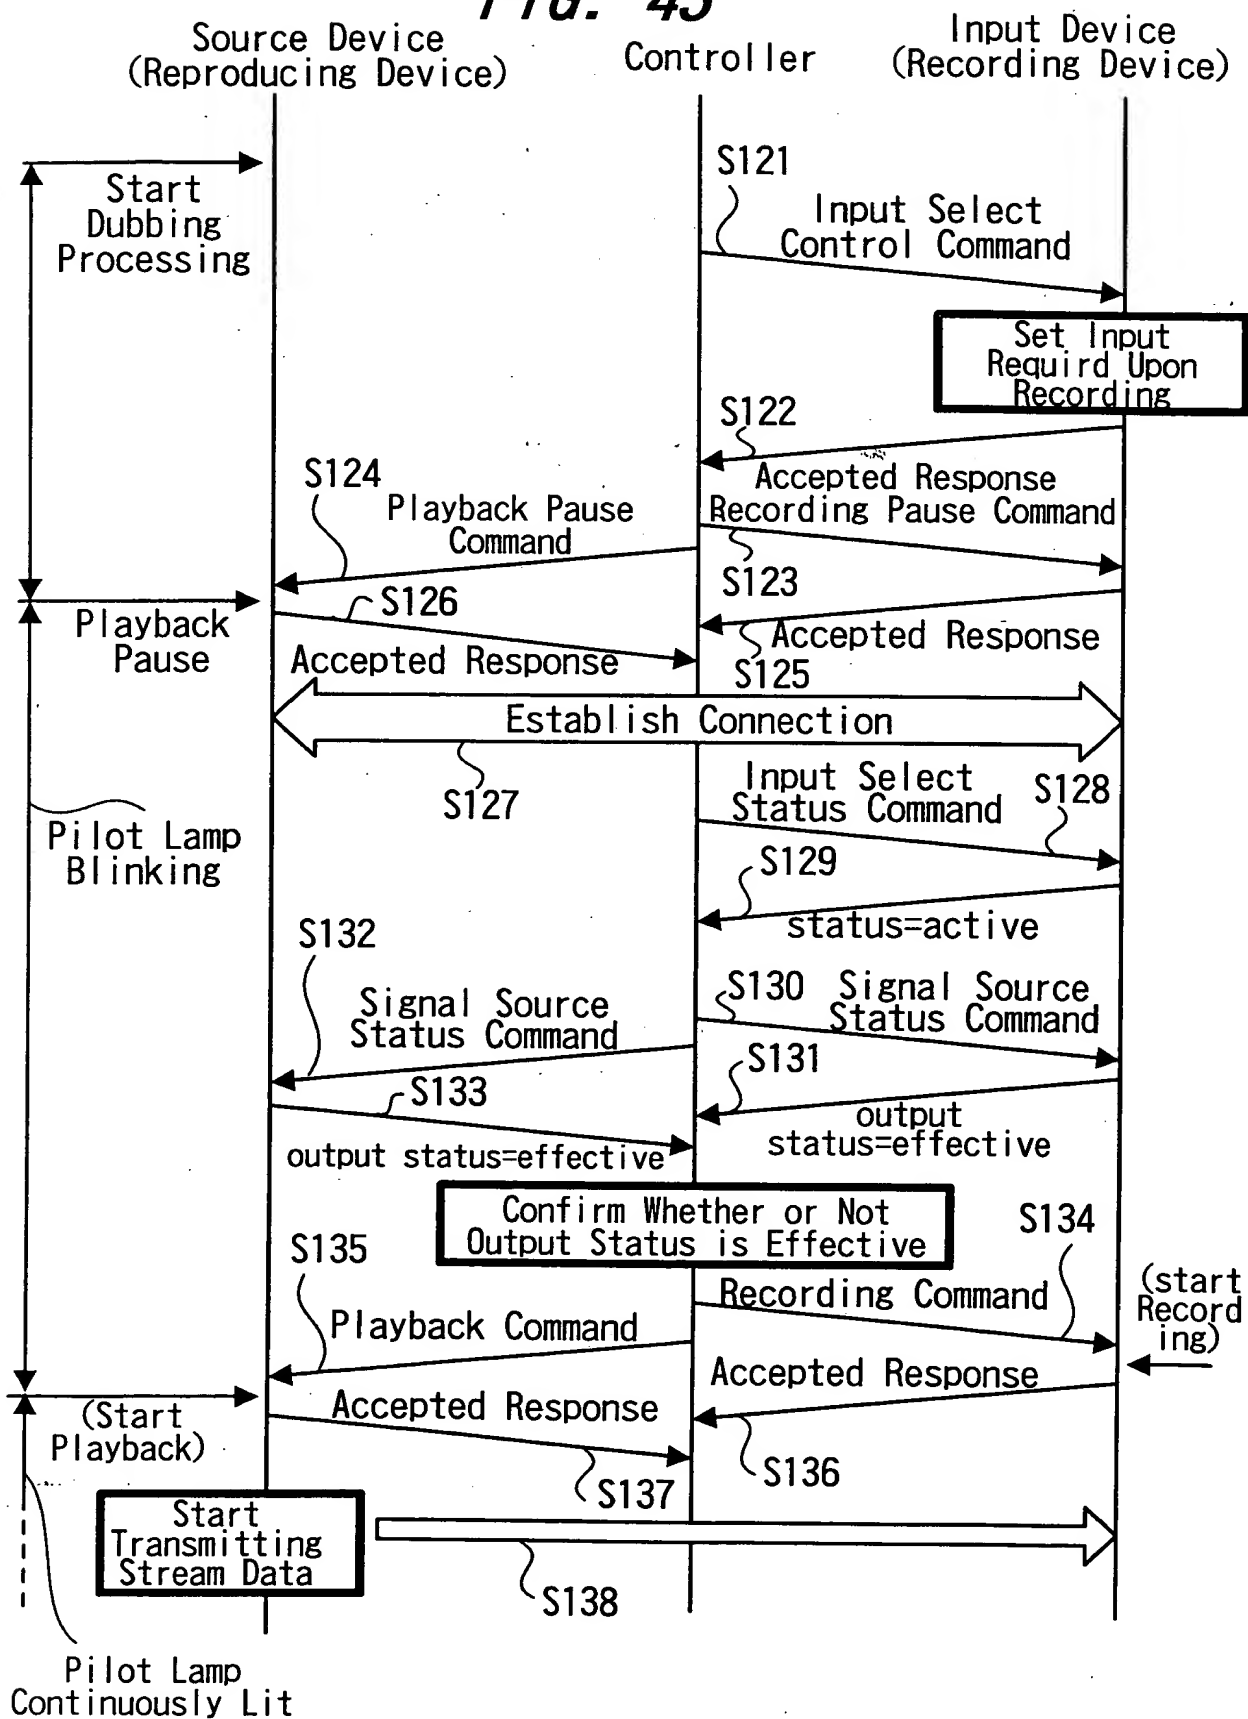 FIG. 45
Source Device
(Reproducing Device)
Controller
Input Device
(Recording Device)
Start
Dubbing
Processing
S121
Input Select
Control Command
Set Input
Requird Upon
Recording
S122
Accepted Response
S124
Playback Pause
Command
Recording Pause Command
S123
S126
Playback
Pause
Accepted Response
Accepted Response
S125
Establish Connection
S127
Input Select
Status Command
S128
Pilot Lamp
Blinking
S129
status=active
S132
Signal Source
Status Command
S130
Signal Source
Status Command
S131
S133
output
status=effective
output status=effective
Confirm Whether or Not
Output Status is Effective
S134
S135
Recording Command
(start
Record
ing)
Playback Command
Accepted Response
(Start
Playback)
Accepted Response
S136
S137
Start
Transmitting
Stream Data
S138
Pilot Lamp
Continuously Lit